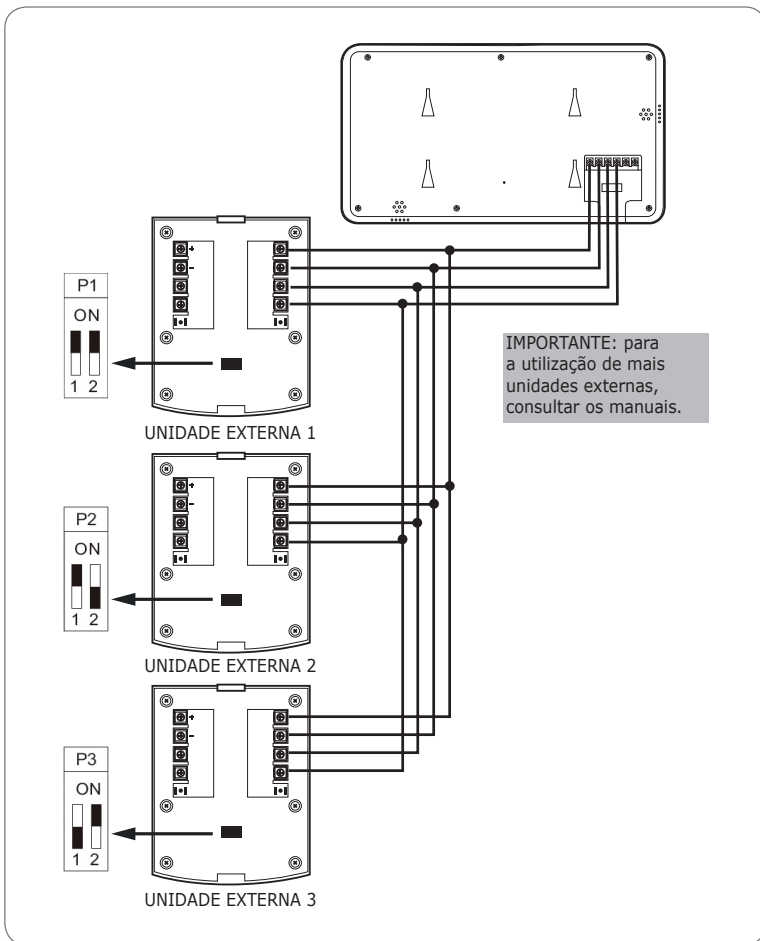 IMPORTANTE: para
a utilização de mais
unidades externas,
consultar os manuais.
+
-
P1
ON
1 2
UNIDADE EXTERNA 1
+
-
P2
ON
1 2
UNIDADE EXTERNA 2
+
-
P3
ON
1 2
UNIDADE EXTERNA 3